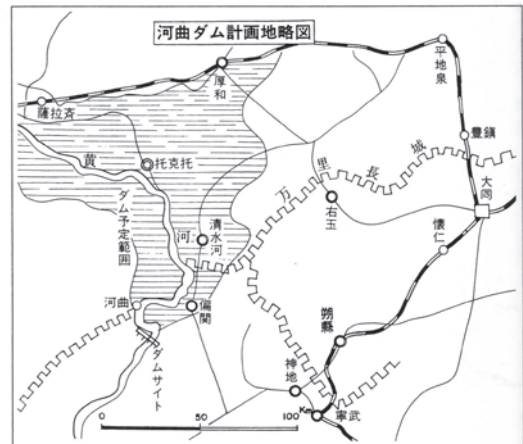 河曲ダム計画地略図
平地泉
厚和
薩拉斉
豊鎮
黄河
托克托
万里長城
大同
ダム予定範囲
右玉
清水河
懐仁
河曲
偏関
朔縣
ダムサイト
神地
寧武
0 50 100 Km